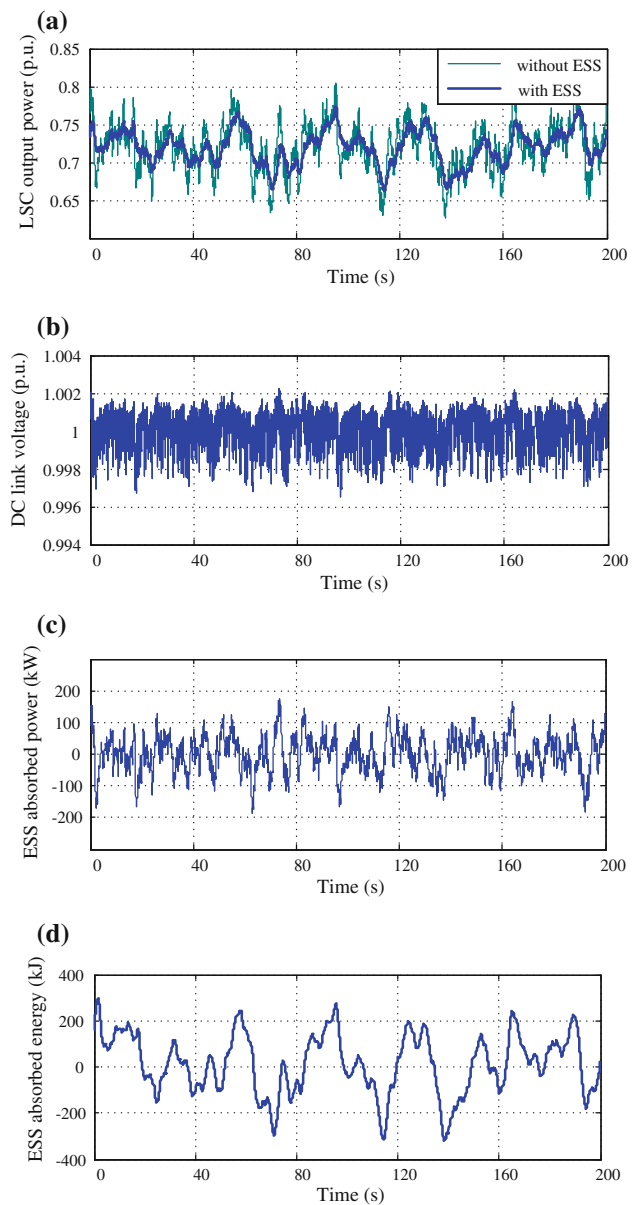 (a)
LSC output power (p.u.)
0.85
0.8
0.75
0.7
0.65
without ESS
with ESS
0 40 80 120 160 200
Time (s)
(b)
DC link voltage (p.u.)
1.004
1.002
1
0.998
0.996
0.994
0 40 80 120 160 200
Time (s)
(c)
ESS absorbed power (kW)
200
100
0
-100
-200
0 40 80 120 160 200
Time (s)
(d)
ESS absorbed energy (kJ)
400
200
0
-200
-400
0 40 80 120 160 200
Time (s)